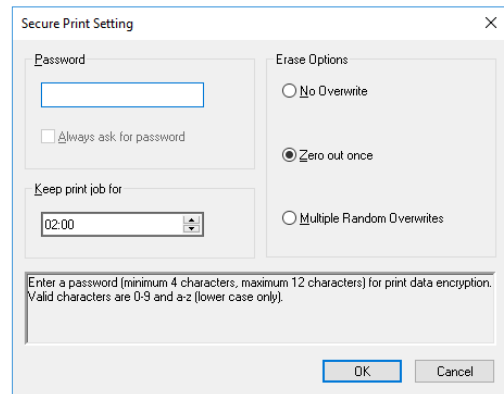 Secure Print Setting
Password
Always ask for password
Keep print job for
02:00
Erase Options
No Overwrite
Zero out once
Multiple Random Overwrites
Enter a password (minimum 4 characters, maximum 12 characters) for print data encryption.
Valid characters are 0-9 and a-z (lower case only).
OK
Cancel